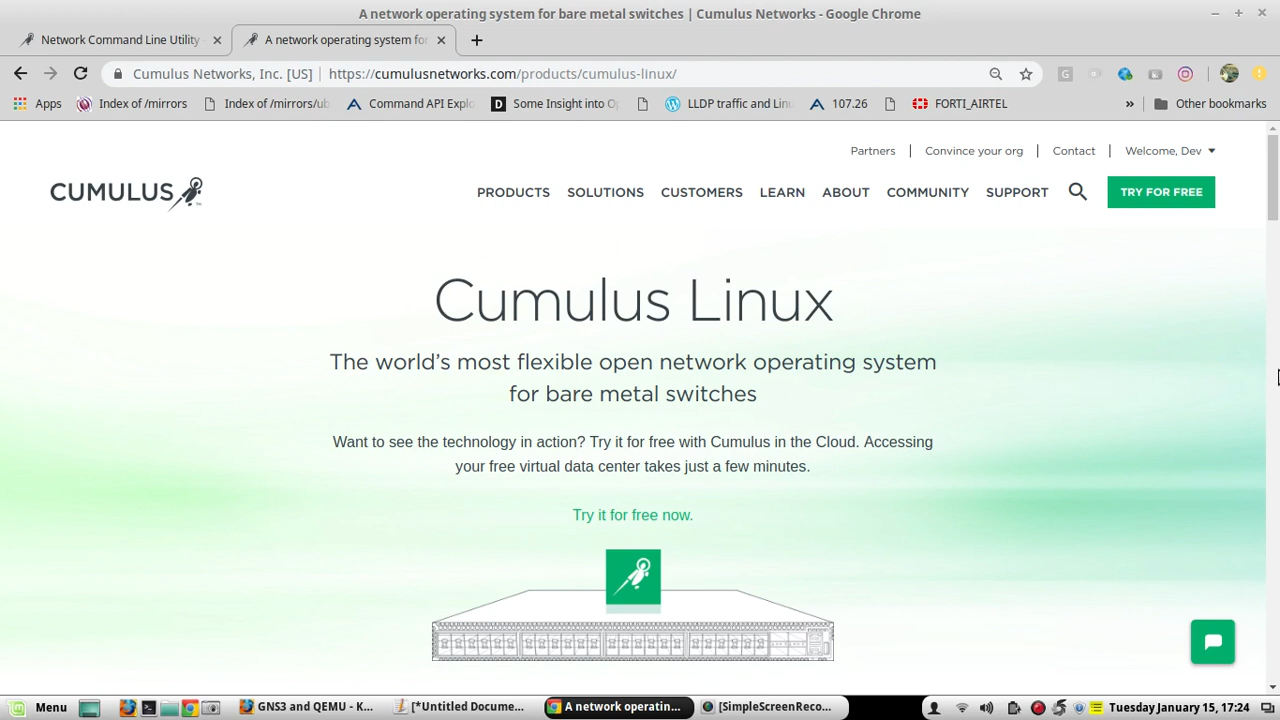 A network operating system for bare metal switches | Cumulus Networks - Google Chrome
Network Command Line Utility
A network operating system for
Cumulus Networks, Inc. [US] | https://cumulusnetworks.com/products/cumulus-linux/
Apps Index of /mirrors Index of /mirrors/ub Command API Explo Some Insight into Op LLDP Traffic and Linu 107.26 FORTI_AIRTEL » Other bookmarks
Partners | Convince your org | Contact | Welcome, Dev
CUMULUS PRODUCTS SOLUTIONS CUSTOMERS LEARN ABOUT COMMUNITY SUPPORT TRY FOR FREE
Cumulus Linux
The world's most flexible open network operating system
for bare metal switches
Want to see the technology in action? Try it for free with Cumulus in the Cloud. Accessing
your free virtual data center takes just a few minutes.
Try it for free now.
Menu GNS3 and QEMU - K... [*Untitled Docume... A network operatin... [SimpleScreenReco... Tuesday January 15, 17:24